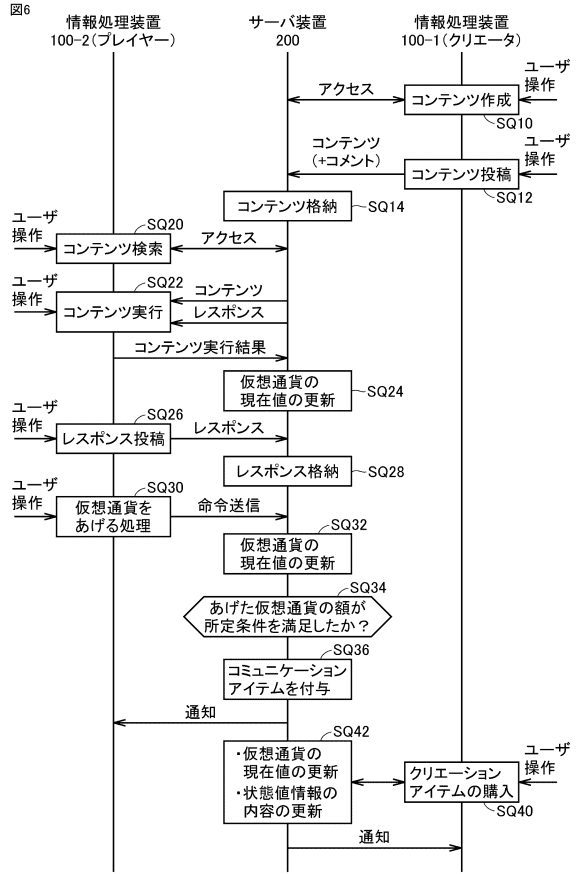 図6
情報処理装置
100-2(プレイヤー)
サーバ装置
200
情報処理装置
100-1(クリエータ)
アクセス
コンテンツ作成
ユーザ
操作
SQ10
コンテンツ
(+コメント)
コンテンツ投稿
ユーザ
操作
SQ12
コンテンツ格納
SQ14
ユーザ
操作
SQ20
コンテンツ検索
アクセス
ユーザ
操作
SQ22
コンテンツ実行
コンテンツ
レスポンス
コンテンツ実行結果
仮想通貨の
現在値の更新
SQ24
ユーザ
操作
SQ26
レスポンス投稿
レスポンス
レスポンス格納
SQ28
ユーザ
操作
SQ30
仮想通貨を
あげる処理
命令送信
SQ32
仮想通貨の
現在値の更新
SQ34
あげた仮想通貨の額が
所定条件を満足したか?
SQ36
コミュニケーション
アイテムを付与
通知
SQ42
・仮想通貨の
現在値の更新
・状態値情報の
内容の更新
クリエーション
アイテムの購入
ユーザ
操作
SQ40
通知